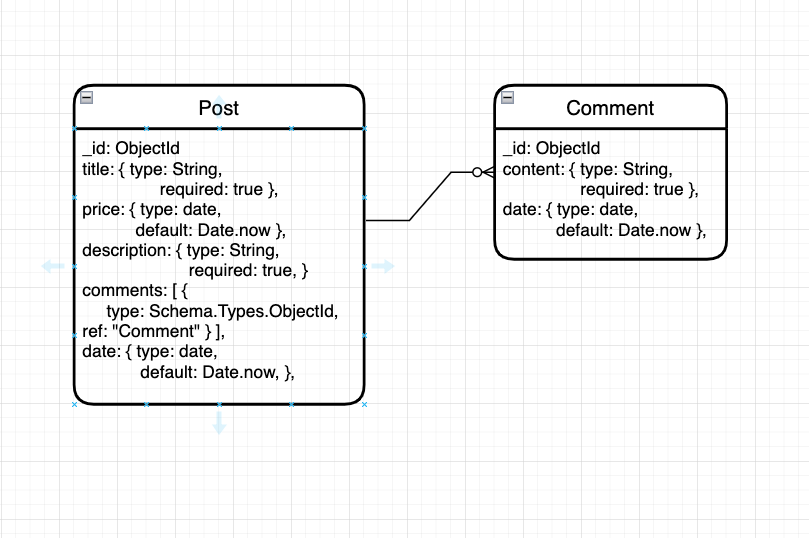 Post
_id: ObjectId
title: { type: String,
required: true },
price: { type: date,
default: Date.now },
description: { type: String,
required: true, }
comments: [ {
type: Schema.Types.ObjectId,
ref: "Comment" } ],
date: { type: date,
default: Date.now, },
Comment
_id: ObjectId
content: { type: String,
required: true },
date: { type: date,
default: Date.now },